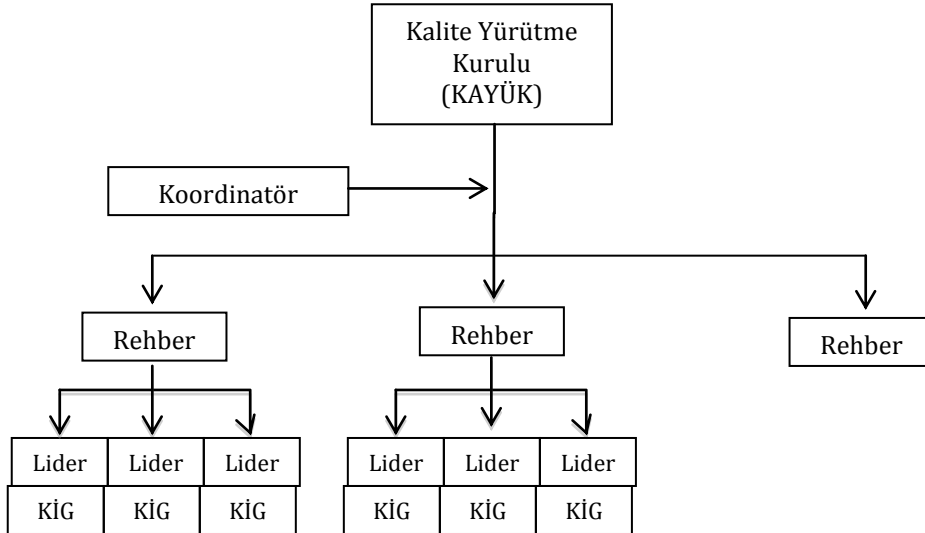 Kalite Yürütme
Kurulu
(KAYÜK)
Koordinatör
Rehber
Rehber
Rehber
Lider Lider Lider
Lider Lider Lider
KİG KİG KİG
KİG KİG KİG